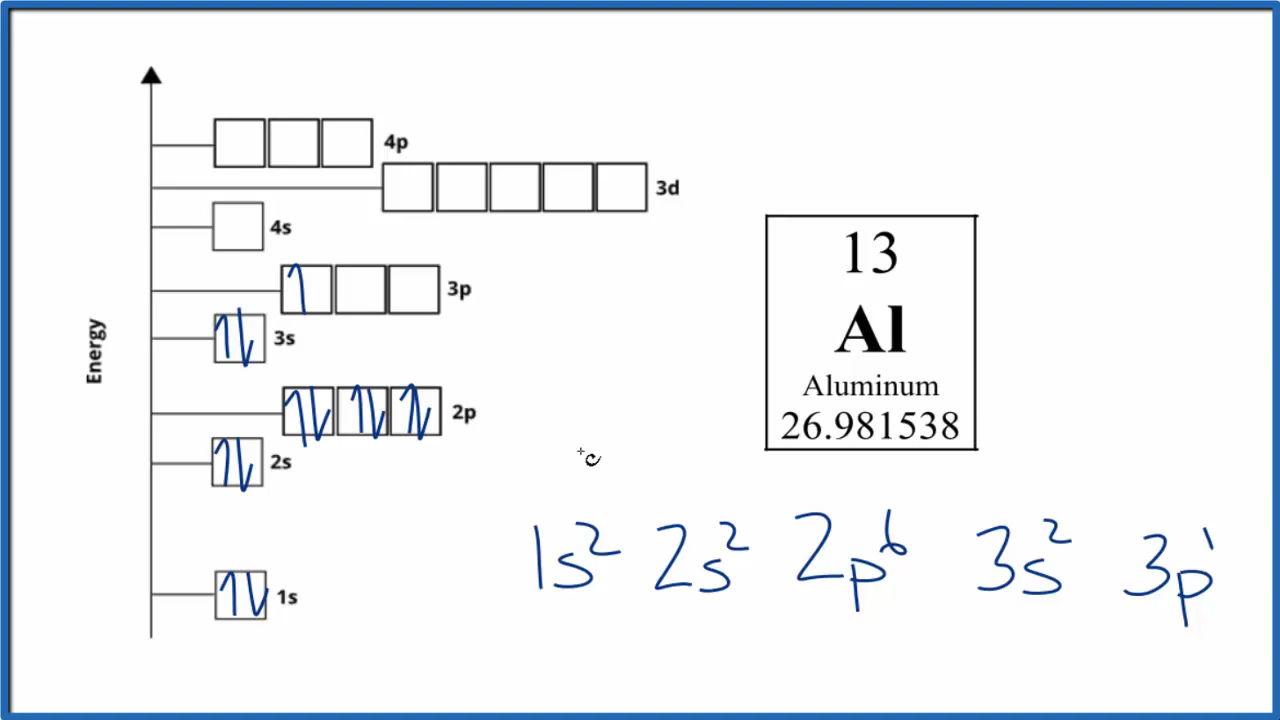 4p
3d
4s
3p
3s
2p
2s
1s
Energy
13
Al
Aluminum
26.981538
1s² 2s² 2p⁶ 3s² 3p¹